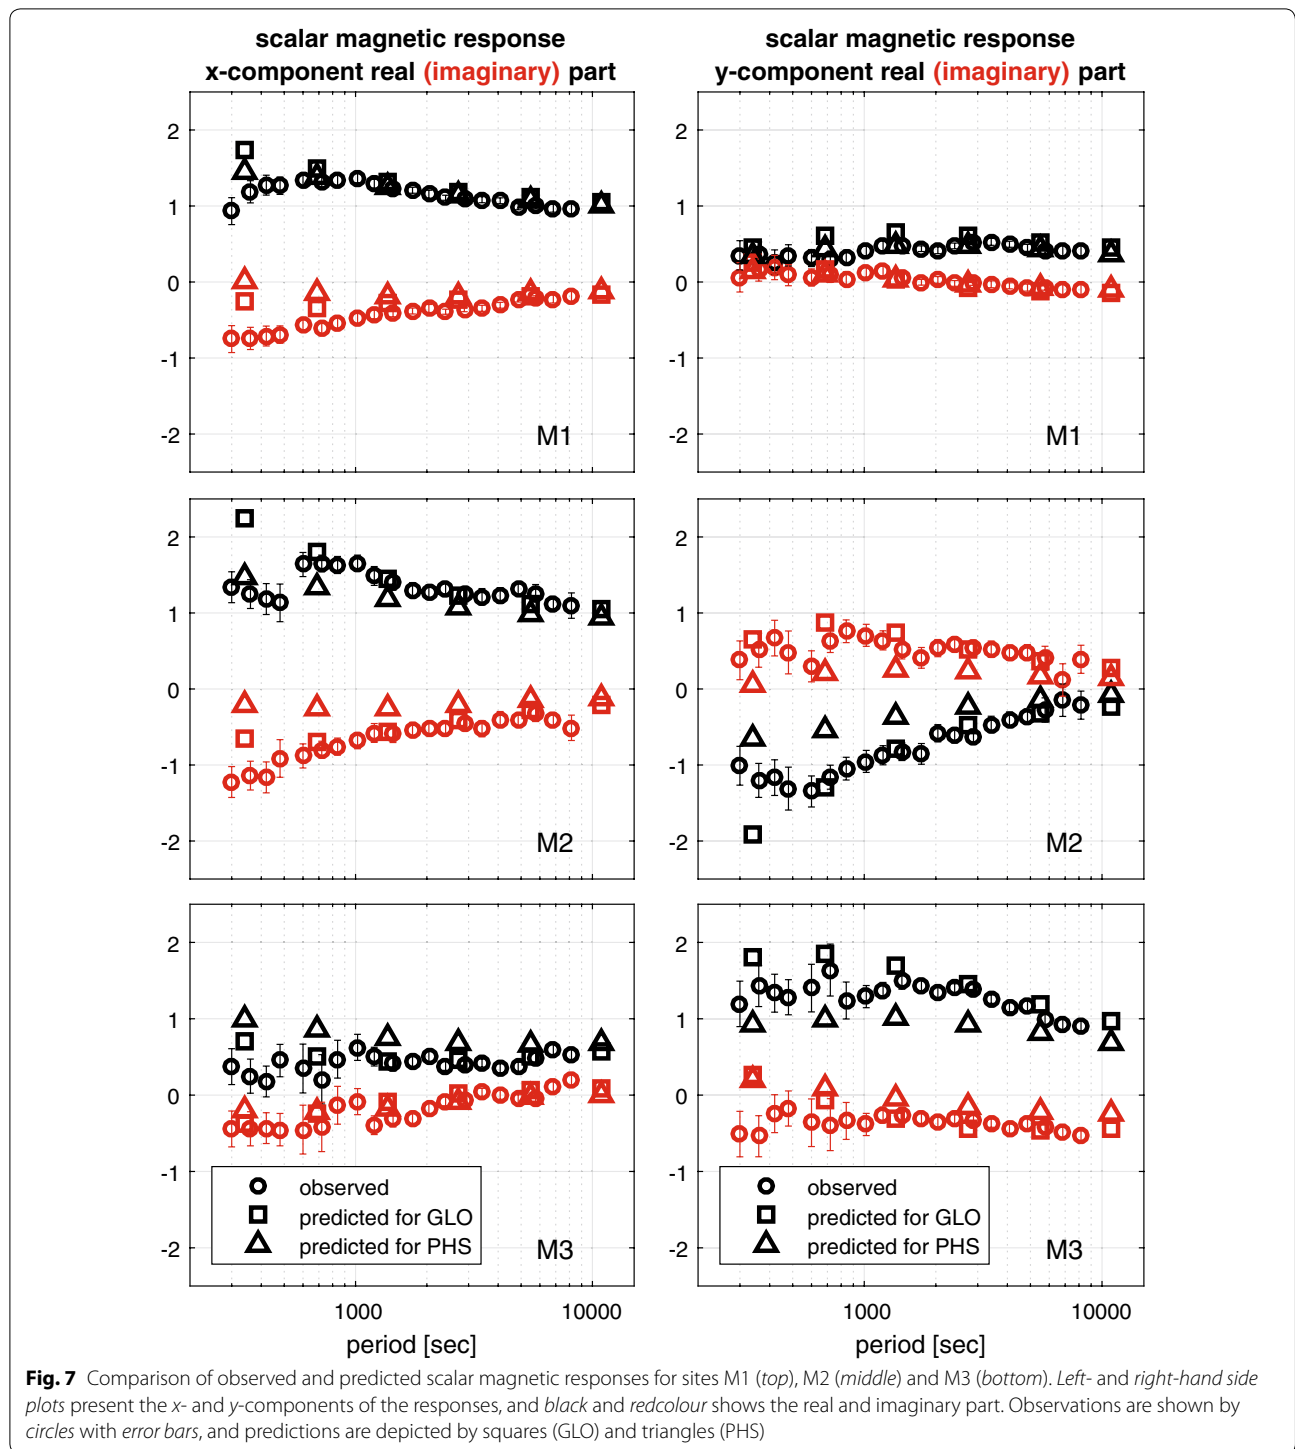 scalar magnetic response
x-component real (imaginary) part
scalar magnetic response
y-component real (imaginary) part
2
1
0
-1
-2
M1
M1
2
1
0
-1
-2
M2
2
1
0
-1
-2
M2
2
1
0
-1
-2
observed
predicted for GLO
predicted for PHS
M3
1000
10000
period [sec]
2
1
0
-1
-2
observed
predicted for GLO
predicted for PHS
M3
1000
10000
period [sec]
2
1
0
-1
-2
Fig. 7 Comparison of observed and predicted scalar magnetic responses for sites M1 (top), M2 (middle) and M3 (bottom). Left- and right-hand side
plots present the x- and y-components of the responses, and black and redcolour shows the real and imaginary part. Observations are shown by
circles with error bars, and predictions are depicted by squares (GLO) and triangles (PHS)